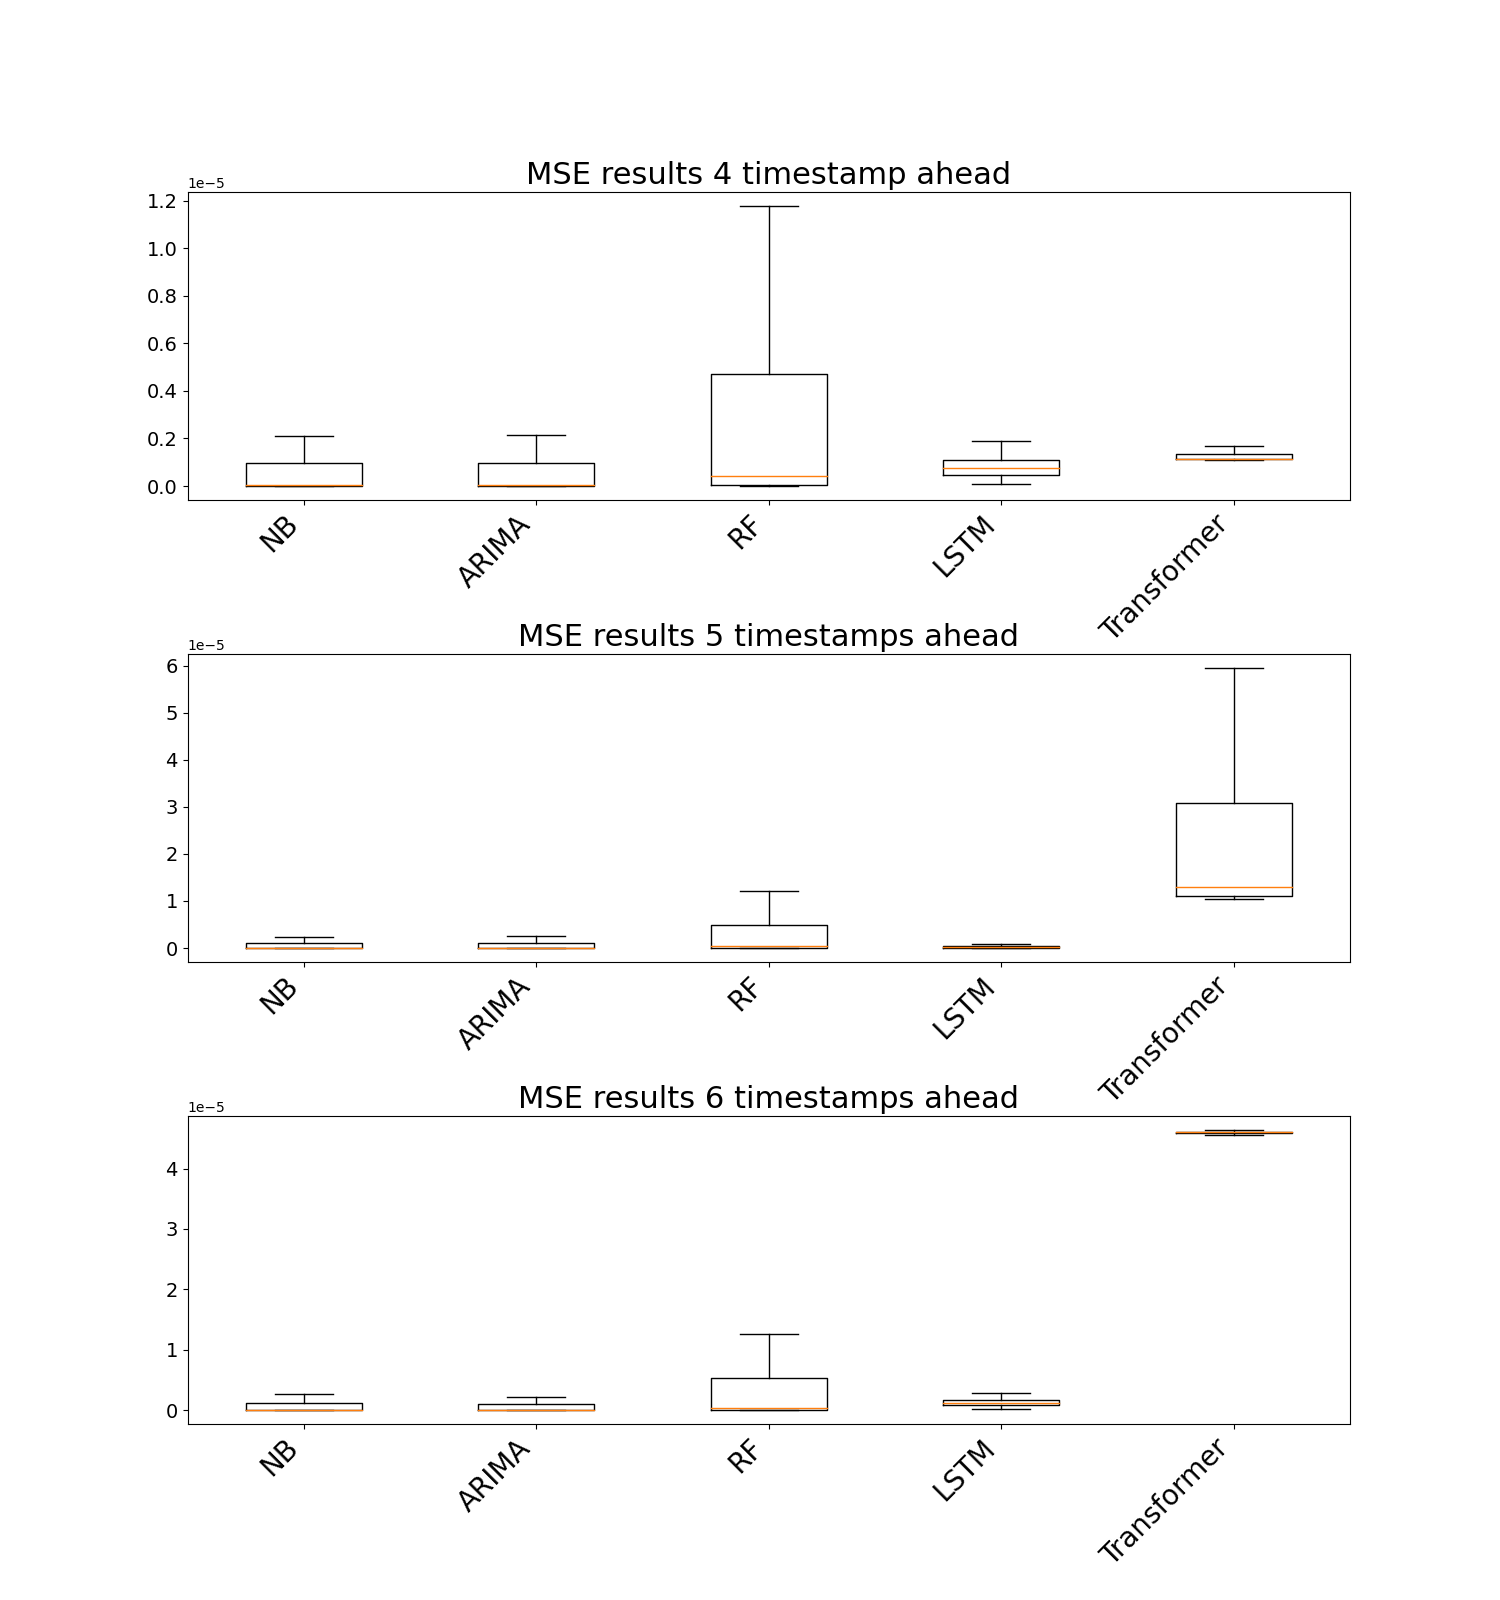 MSE results 4 timestamp ahead
1e−5
1.2
1.0
0.8
0.6
0.4
0.2
0.0
NB
ARIMA
RF
LSTM
Transformer
MSE results 5 timestamps ahead
1e−5
6
5
4
3
2
1
0
NB
ARIMA
RF
LSTM
Transformer
MSE results 6 timestamps ahead
1e−5
4
3
2
1
0
NB
ARIMA
RF
LSTM
Transformer